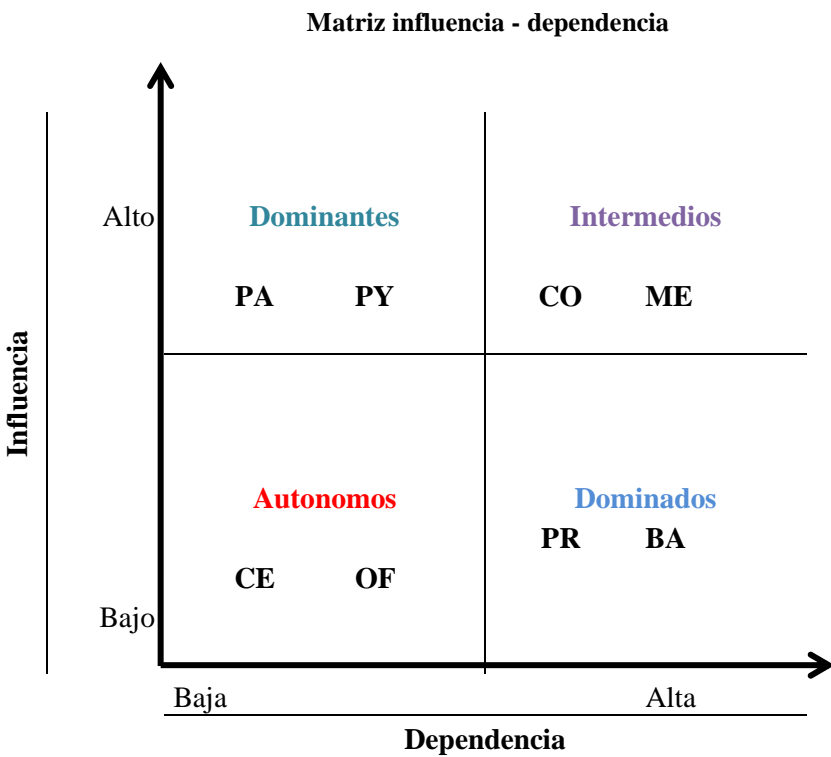 Matriz influencia - dependencia
Influencia
Alto
Dominantes
Intermedios
PA PY
CO ME
Autonomos
Dominados
PR BA
CE OF
Bajo
Baja
Alta
Dependencia